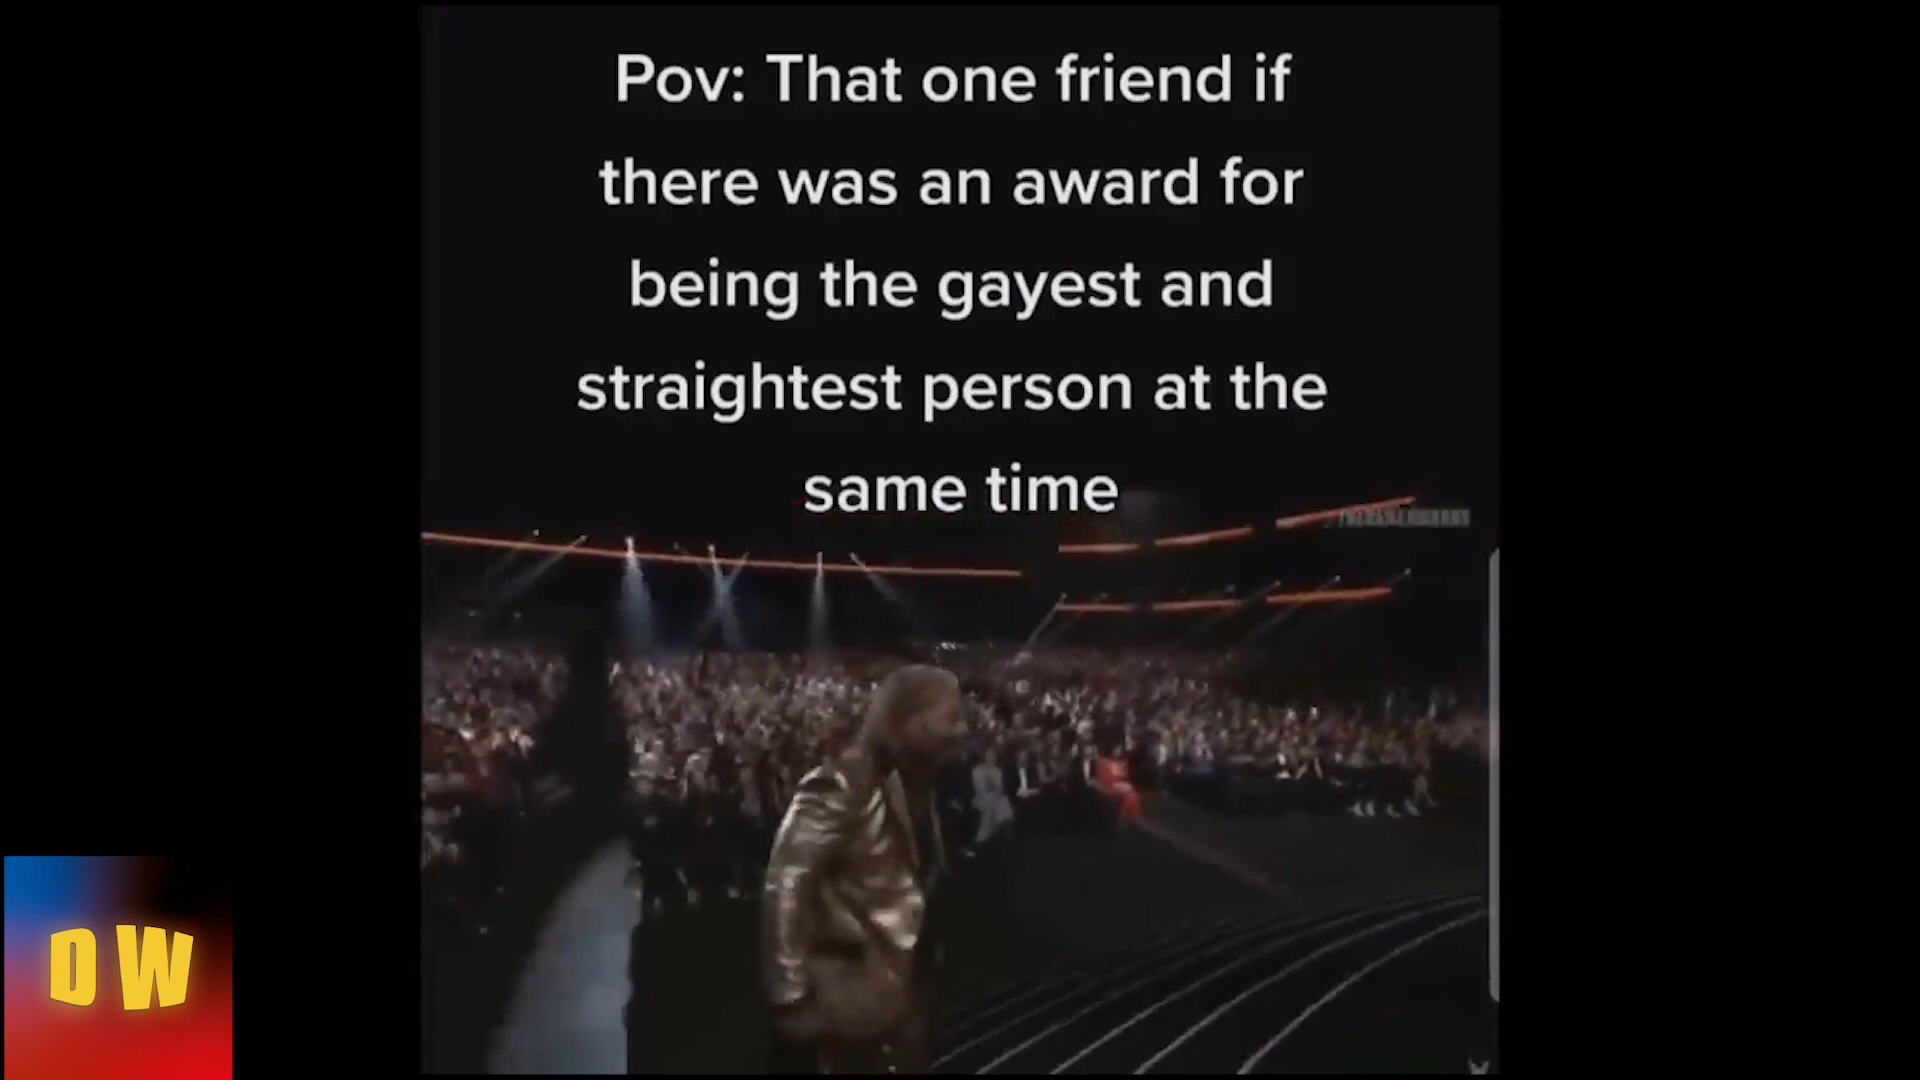 Pov: That one friend if
there was an award for
being the gayest and
straightest person at the
same time
OW